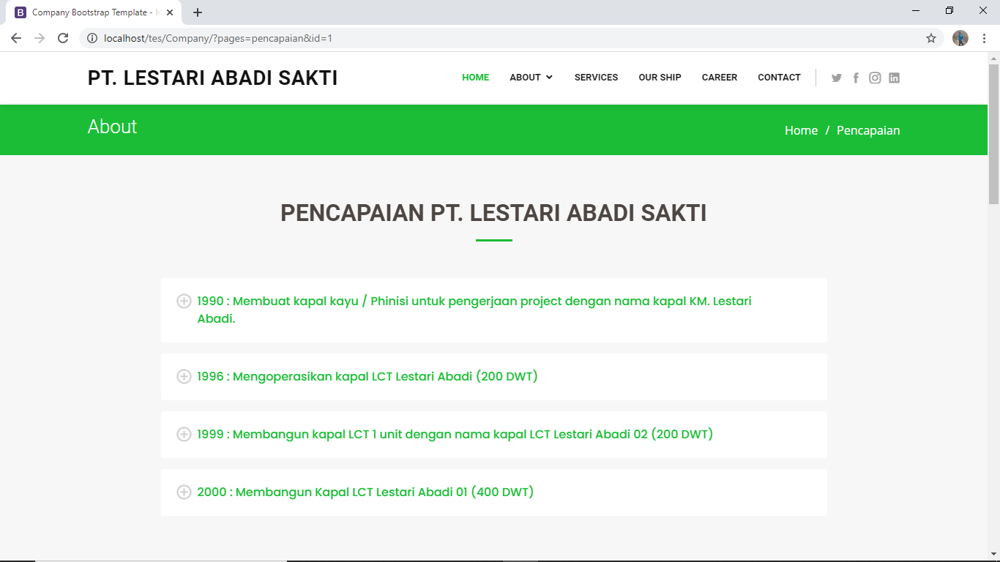 Company Bootstrap Template - I
localhost/tes/Company/?pages=pencapaian&id=1
PT. LESTARI ABADI SAKTI
HOME ABOUT SERVICES OUR SHIP CAREER CONTACT
About
Home / Pencapaian
PENCAPAIAN PT. LESTARI ABADI SAKTI
1990 : Membuat kapal kayu / Phinisi untuk pengerjaan project dengan nama kapal KM. Lestari
Abadi.
1996 : Mengoperasikan kapal LCT Lestari Abadi (200 DWT)
1999 : Membangun kapal LCT 1 unit dengan nama kapal LCT Lestari Abadi 02 (200 DWT)
2000 : Membangun Kapal LCT Lestari Abadi 01 (400 DWT)